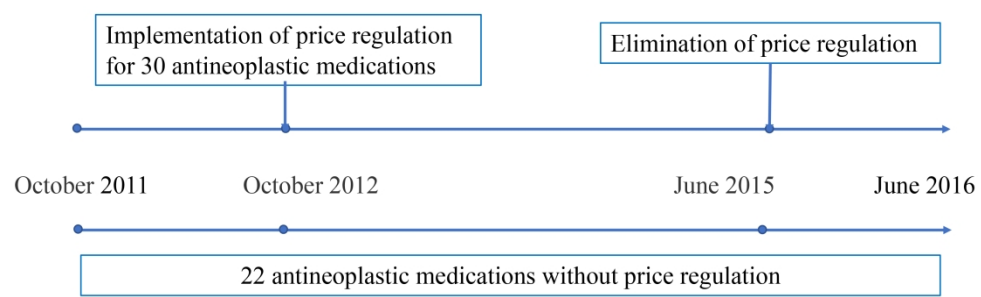 Implementation of price regulation
for 30 antineoplastic medications
Elimination of price regulation
October 2011
October 2012
June 2015
June 2016
22 antineoplastic medications without price regulation